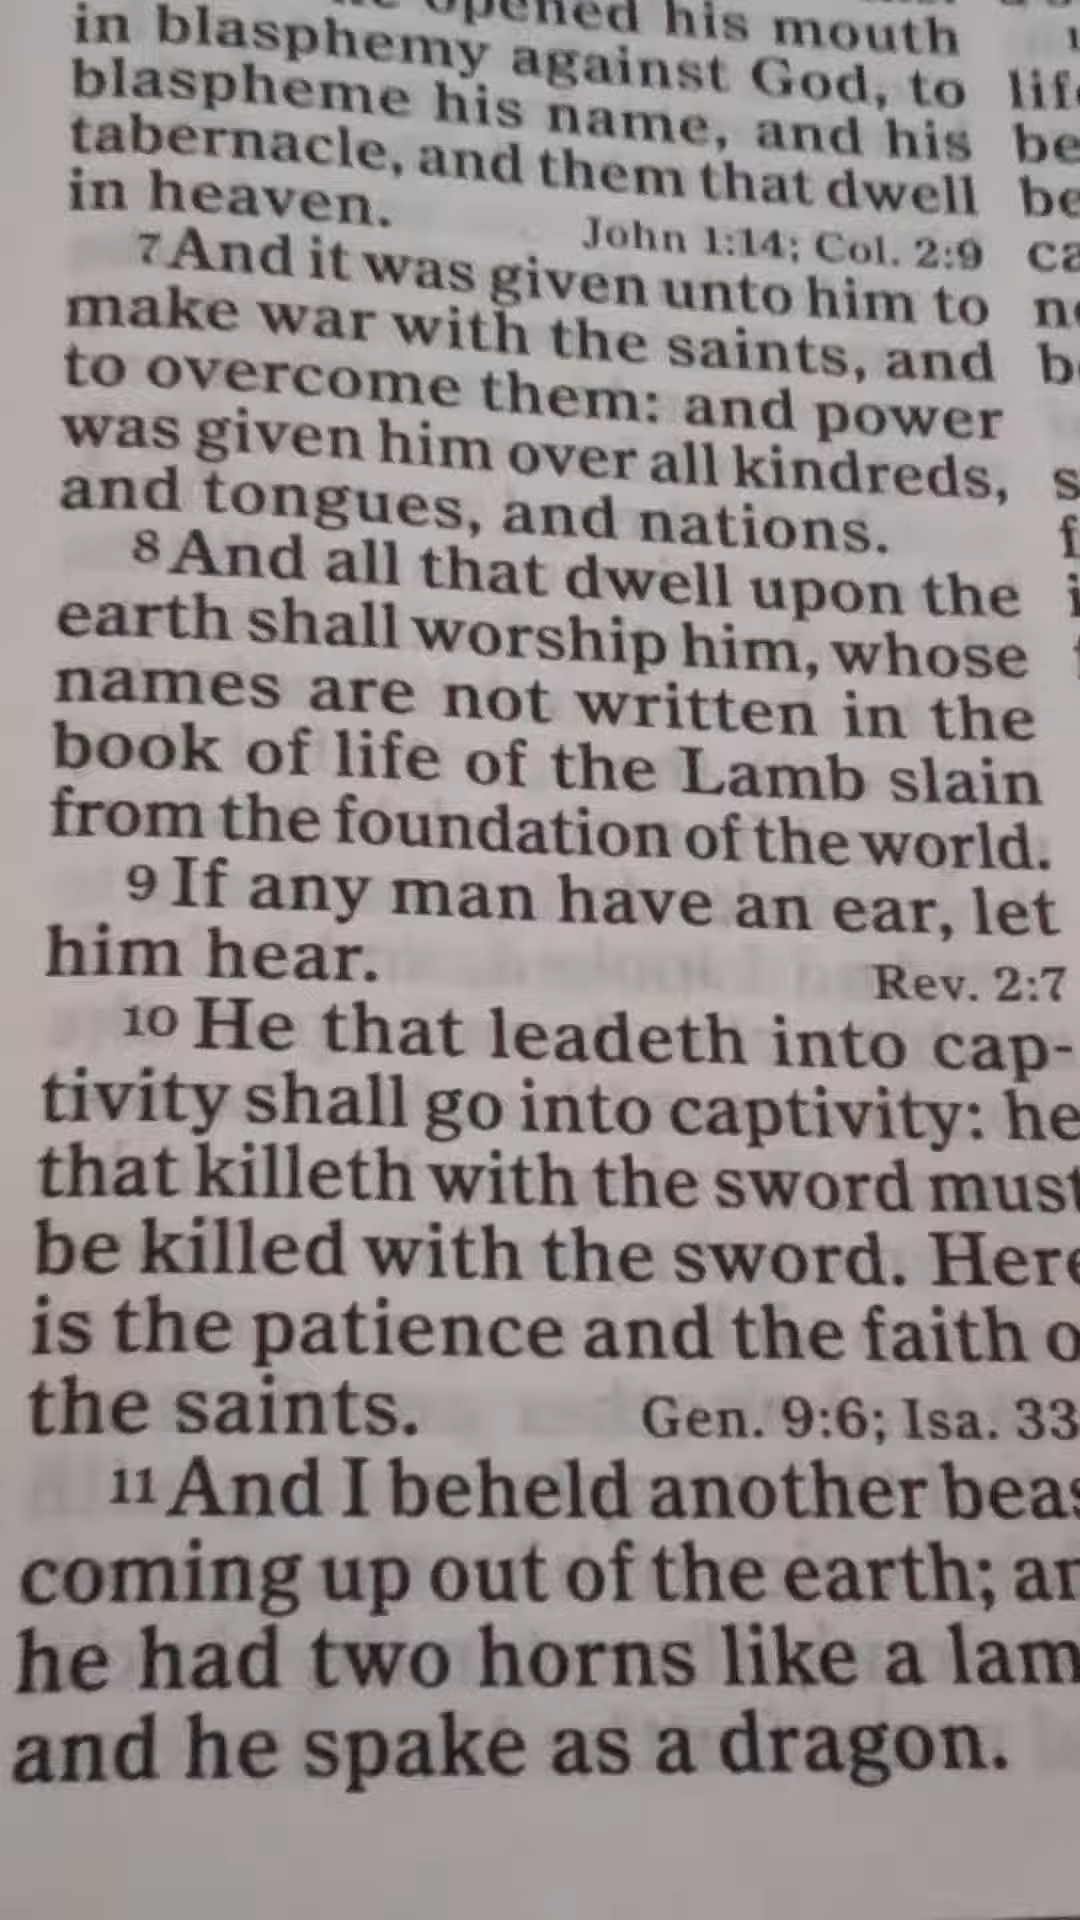 opened his mouth
in blasphemy against God, to
blaspheme his name, and his
tabernacle, and them that dwell
in heaven.
John 1:14; Col. 2:9
7 And it was given unto him to
make war with the saints, and
to overcome them: and power
was given him over all kindreds,
and tongues, and nations.
8 And all that dwell upon the
earth shall worship him, whose
names are not written in the
book of life of the Lamb slain
from the foundation of the world.
9 If any man have an ear, let
him hear.
Rev. 2:7
10 He that leadeth into cap-
tivity shall go into captivity: he
that killeth with the sword must
be killed with the sword. Here
is the patience and the faith o
the saints.
Gen. 9:6; Isa. 33
11 And I beheld another beas
coming up out of the earth; an
he had two horns like a lam
and he spake as a dragon.